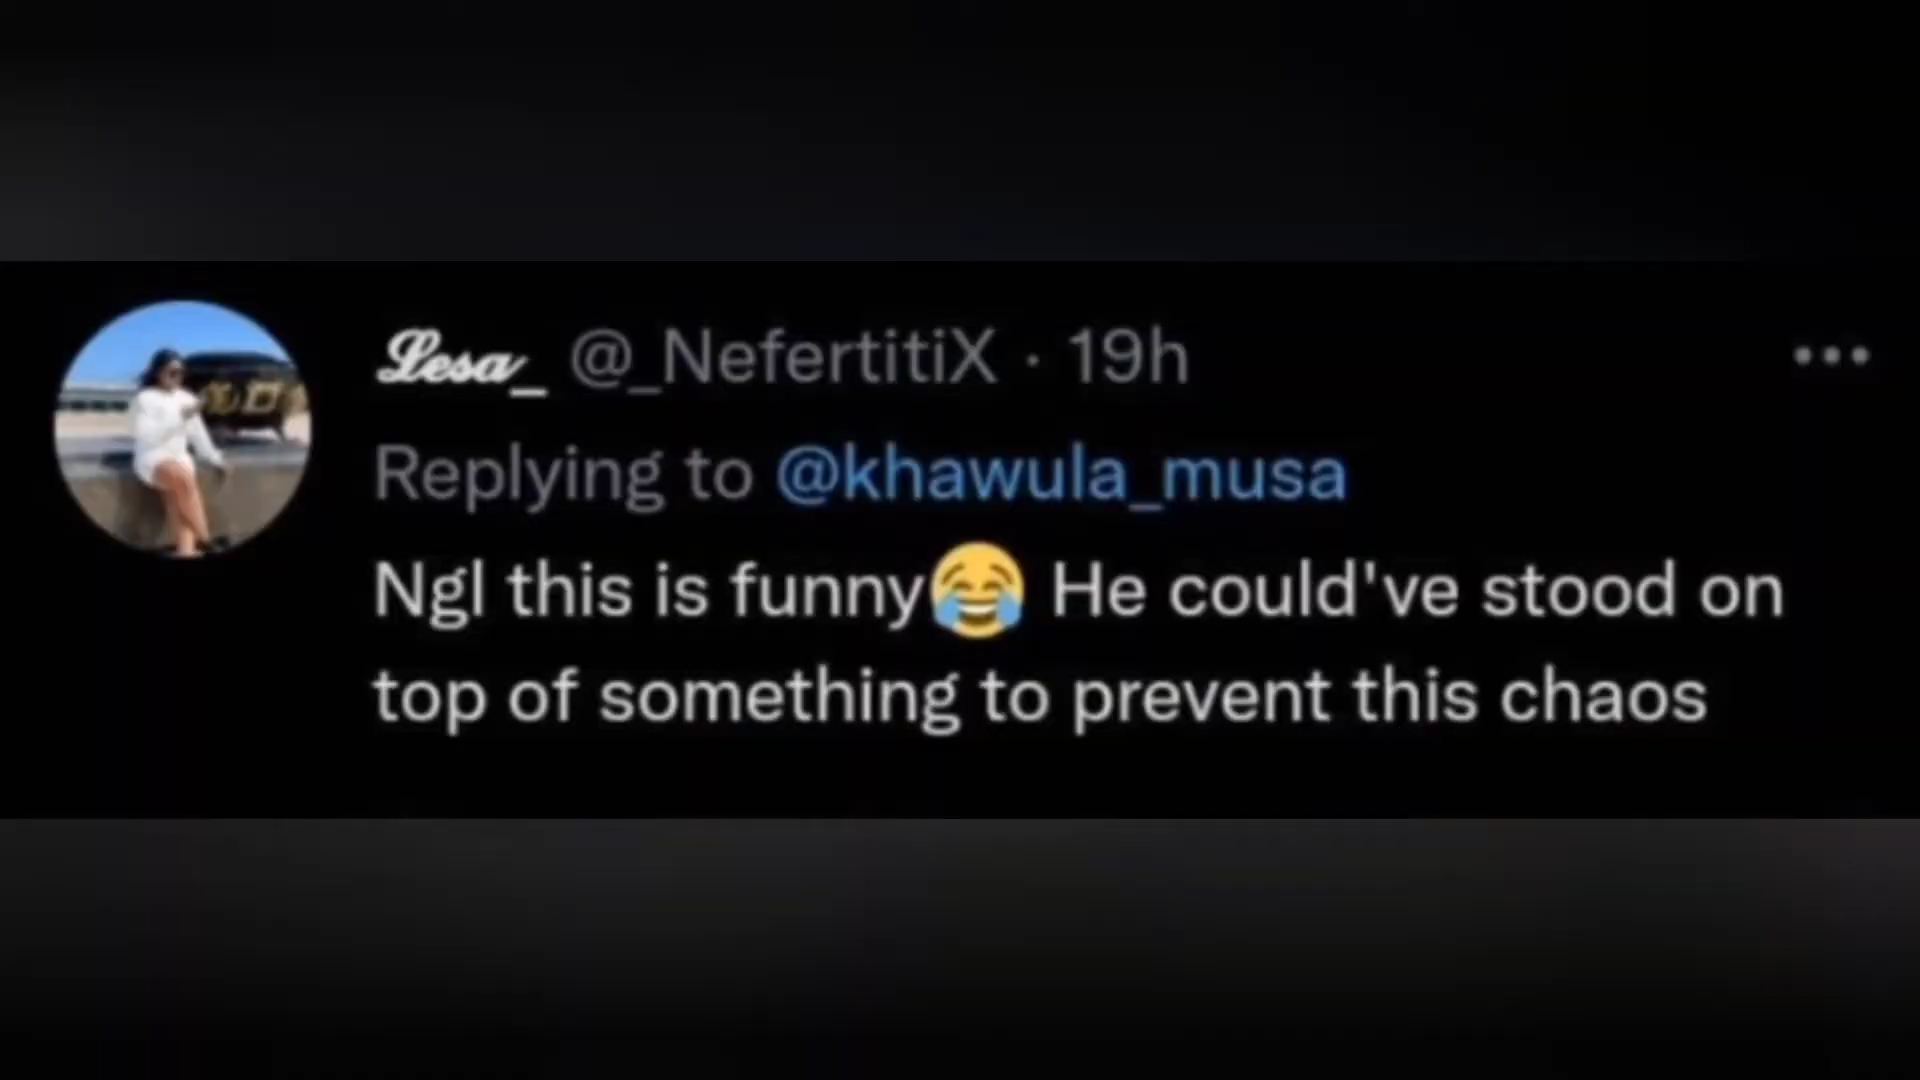 Lesa_ @_NefertitiX · 19h
Replying to @khawula_musa
Ngl this is funny😂 He could've stood on
top of something to prevent this chaos